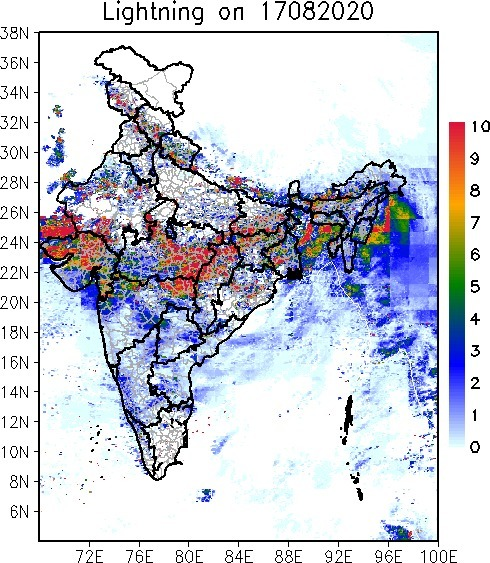 Lightning on 17082020
38N
36N
34N
32N
30N
28N
26N
24N
22N
20N
18N
16N
14N
12N
10N
8N
6N
72E 76E 80E 84E 88E 92E 96E 100E
10
9
8
7
6
5
4
3
2
1
0